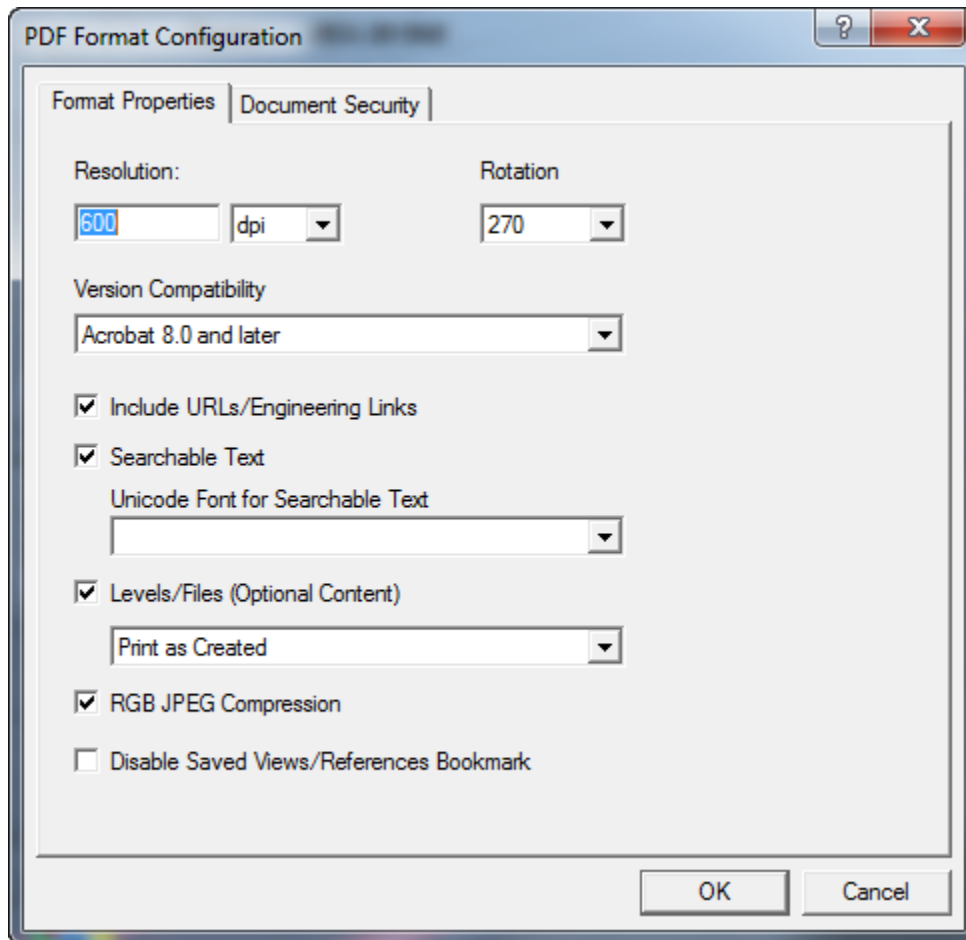 PDF Format Configuration
Format Properties Document Security
Resolution: Rotation
600 dpi 270
Version Compatibility
Acrobat 8.0 and later
Include URLs/Engineering Links
Searchable Text
Unicode Font for Searchable Text
Levels/Files (Optional Content)
Print as Created
RGB JPEG Compression
Disable Saved Views/References Bookmark
OK Cancel